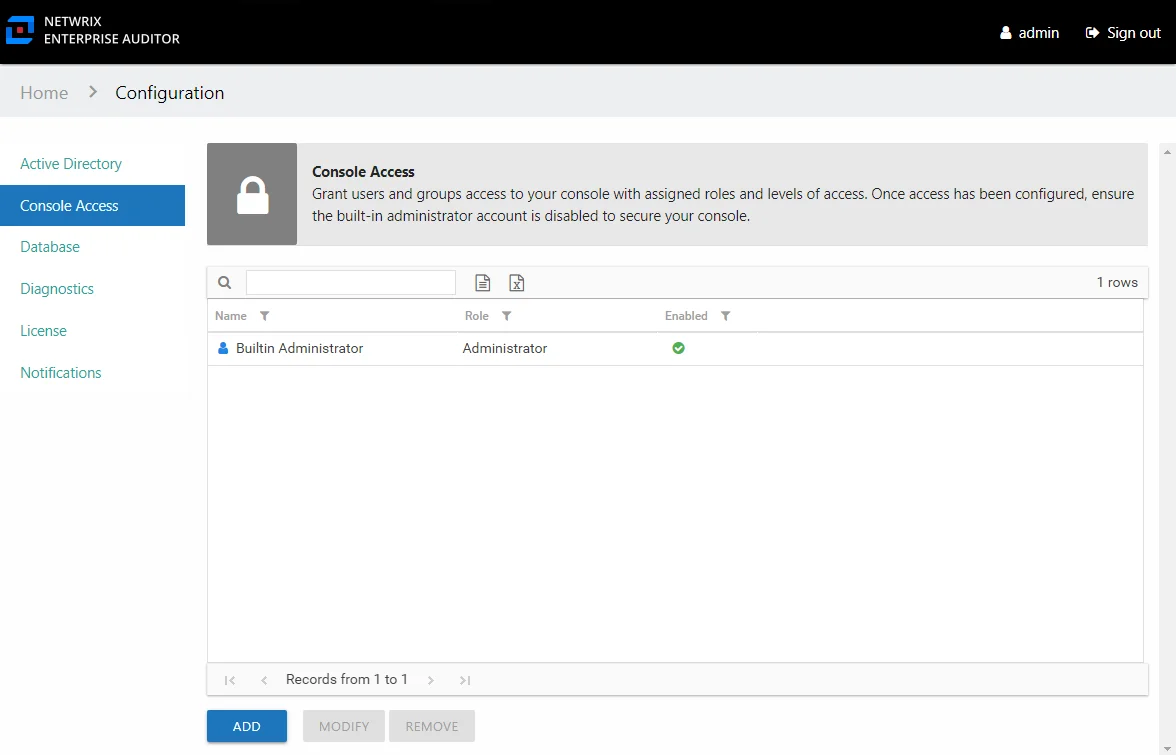 NETWRIX
ENTERPRISE AUDITOR
admin
Sign out
Home
Configuration
Active Directory
Console Access
Database
Diagnostics
License
Notifications
Console Access
Grant users and groups access to your console with assigned roles and levels of access. Once access has been configured, ensure
the built-in administrator account is disabled to secure your console.
1 rows
Name
Role
Enabled
Builtin Administrator
Administrator
Records from 1 to 1
ADD
MODIFY
REMOVE